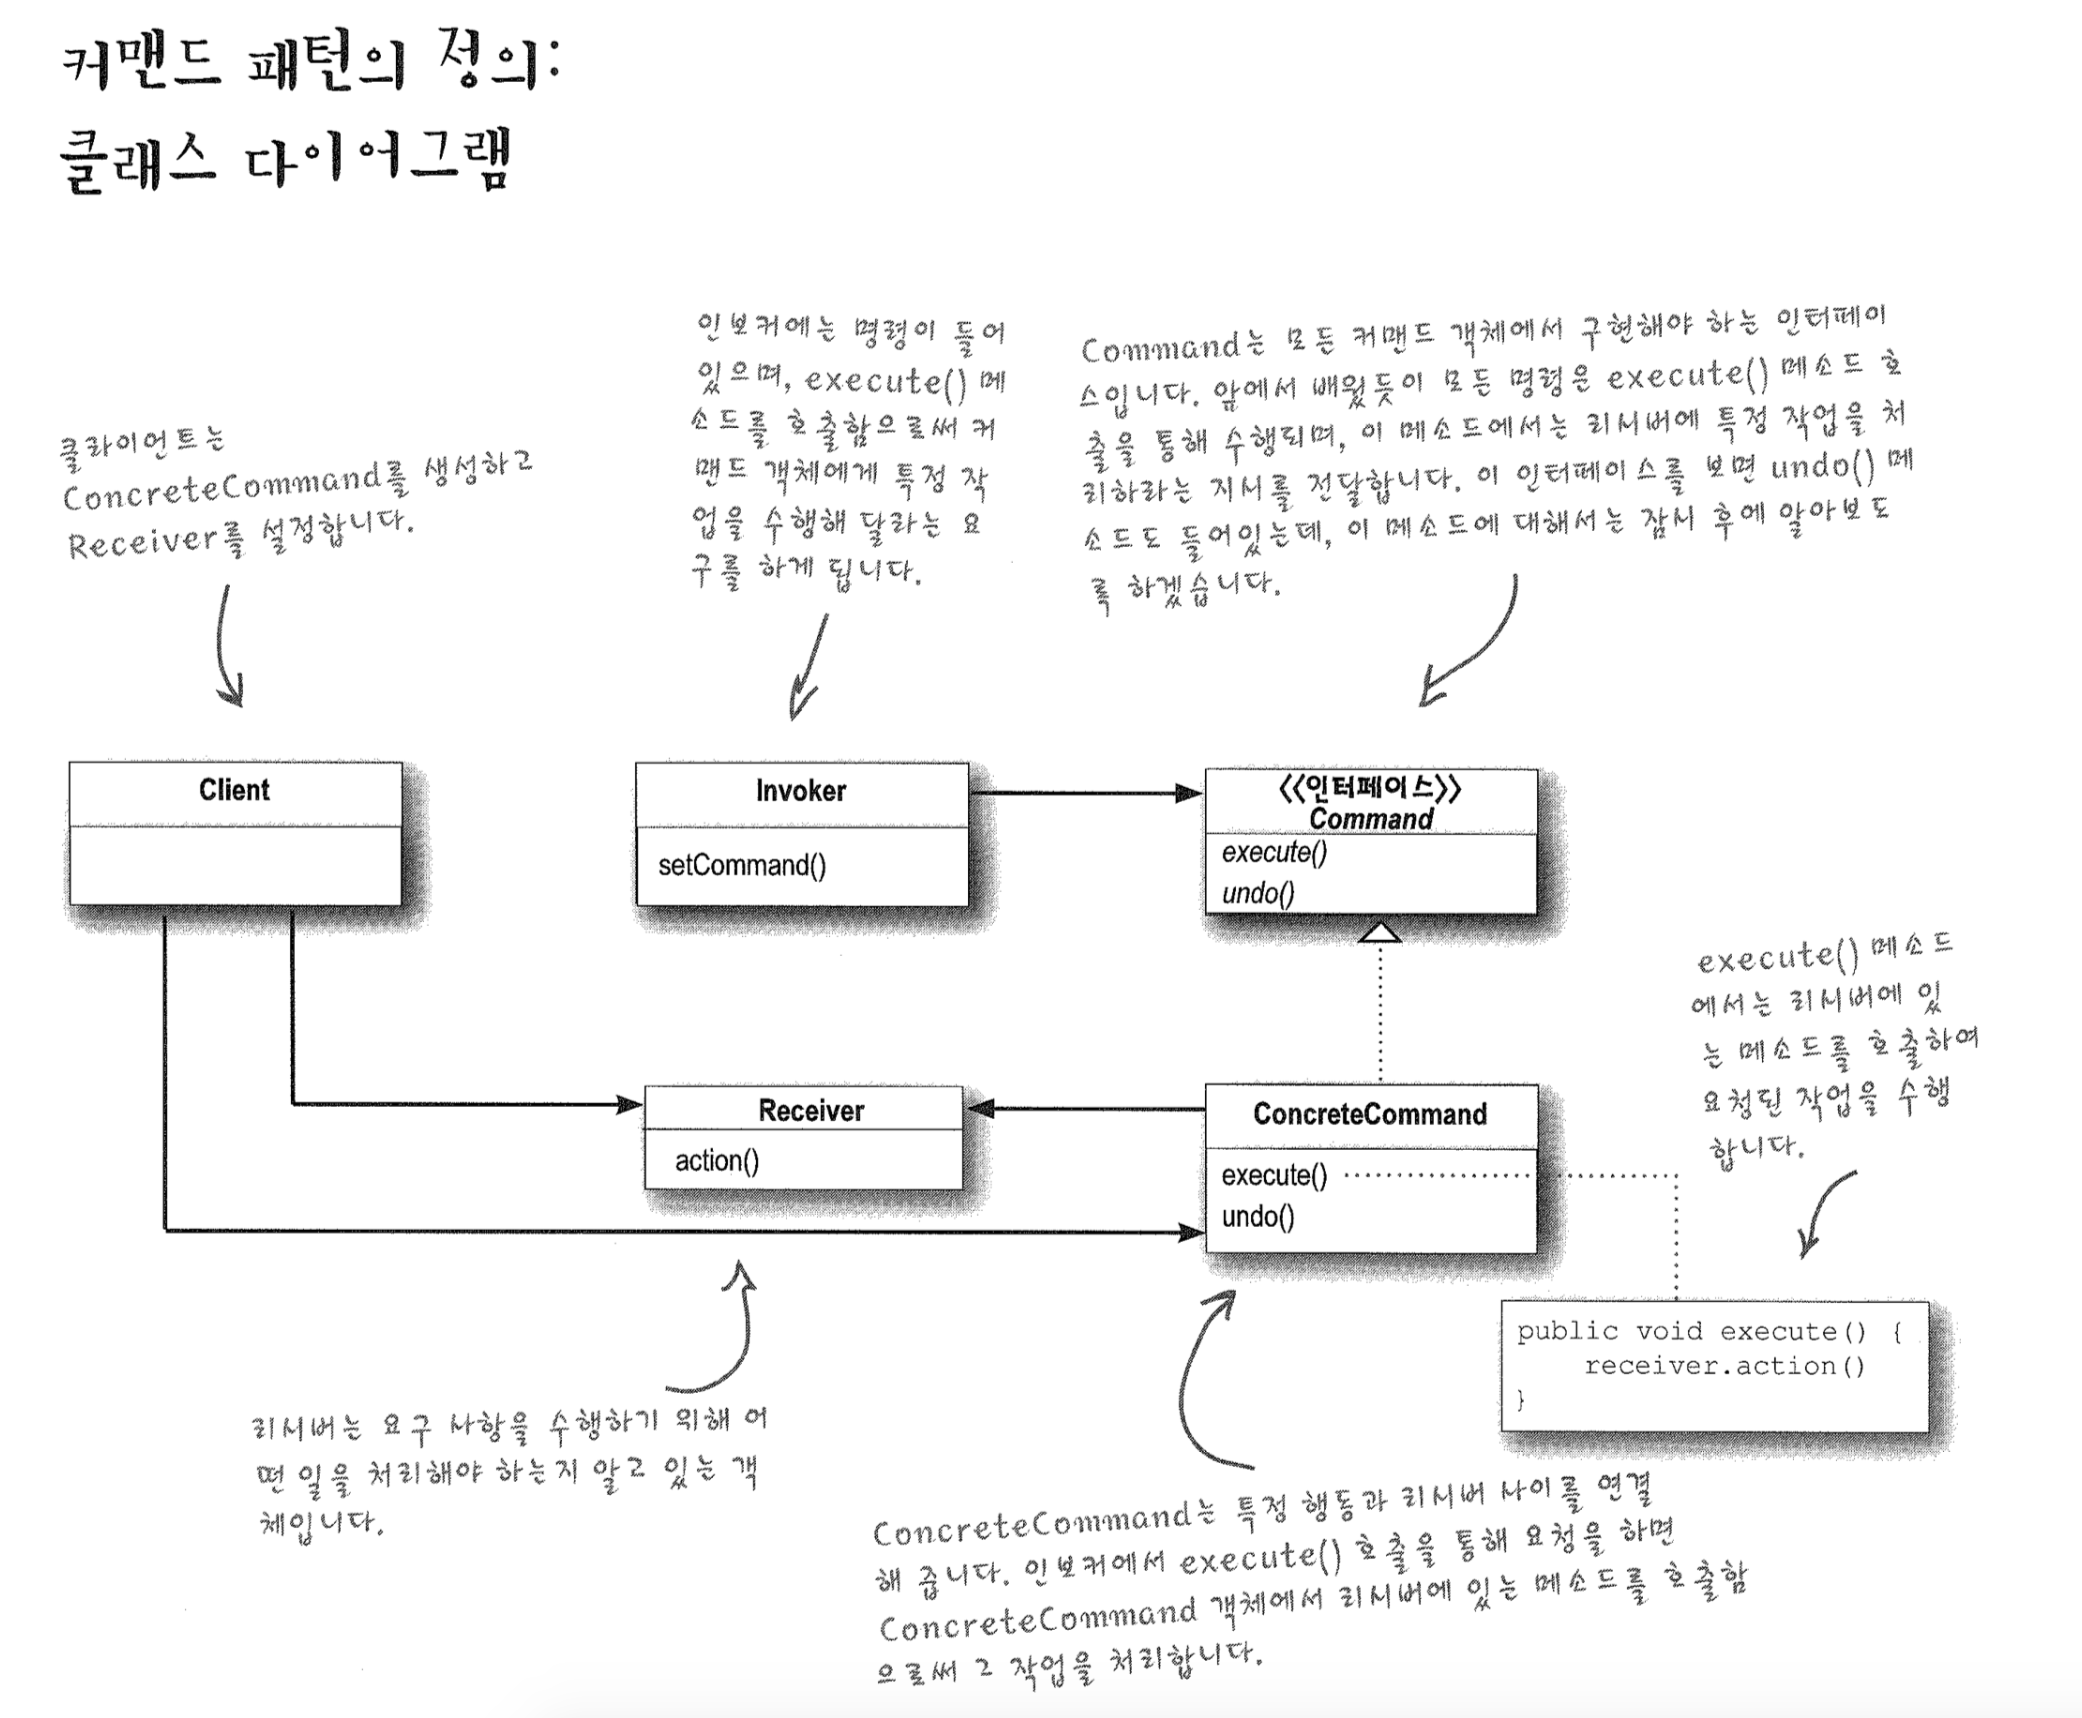 커맨드 패턴의 정의:
클래스 다이어그램
클라이언트는
ConcreteCommand를 생성하고
Receiver를 설정합니다.
인보커에는 명령이 들어
있으며, execute() 메
소드를 호출함으로써 커
맨드 객체에게 특정 작
업을 수행해 달라는 요
구를 하게 됩니다.
Command는 모든 커맨드 객체에서 구현해야 하는 인터페이
스입니다. 앞에서 배웠듯이 모든 명령은 execute() 메소드 호
출을 통해 수행되며, 이 메소드에서는 리시버에 특정 작업을 처
리하라는 지시를 전달합니다. 이 인터페이스를 보면 undo() 메
소드도 들어있는데, 이 메소드에 대해서는 잠시 후에 알아보도
록 하겠습니다.
Client
Invoker
setCommand()
<<인터페이스>>
Command
execute()
undo()
execute() 메소드
에서는 리시버에 있
는 메소드를 호출하여
요청된 작업을 수행
합니다.
Receiver
action()
ConcreteCommand
execute()
undo()
public void execute() {
receiver.action()
}
리시버는 요구 사항을 수행하기 위해 어
떤 일을 처리해야 하는지 알고 있는 객
체입니다.
ConcreteCommand는 특정 행동과 리시버 사이를 연결
해 줍니다. 인보커에서 execute() 호출을 통해 요청을 하면
ConcreteCommand 객체에서 리시버에 있는 메소드를 호출함
으로써 그 작업을 처리합니다.